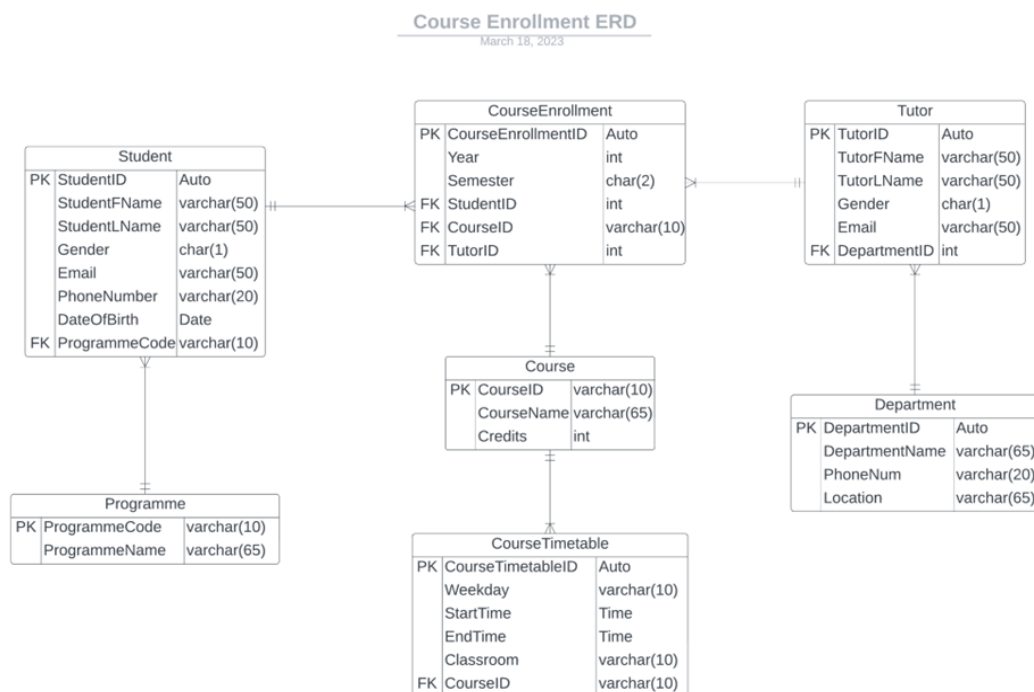 Course Enrollment ERD
March 18, 2023
CourseEnrollment
PK CourseEnrollmentID Auto
Year int
Semester char(2)
FK StudentID int
FK CourseID varchar(10)
FK TutorID int
Tutor
PK TutorID Auto
TutorFName varchar(50)
TutorLName varchar(50)
Gender char(1)
Email varchar(50)
FK DepartmentID int
Student
PK StudentID Auto
StudentFName varchar(50)
StudentLName varchar(50)
Gender char(1)
Email varchar(50)
PhoneNumber varchar(20)
DateOfBirth Date
FK ProgrammeCode varchar(10)
Course
PK CourseID varchar(10)
CourseName varchar(65)
Credits int
Department
PK DepartmentID Auto
DepartmentName varchar(65)
PhoneNum varchar(20)
Location varchar(65)
Programme
PK ProgrammeCode varchar(10)
ProgrammeName varchar(65)
CourseTimetable
PK CourseTimetableID Auto
Weekday varchar(10)
StartTime Time
EndTime Time
Classroom varchar(10)
FK CourseID varchar(10)